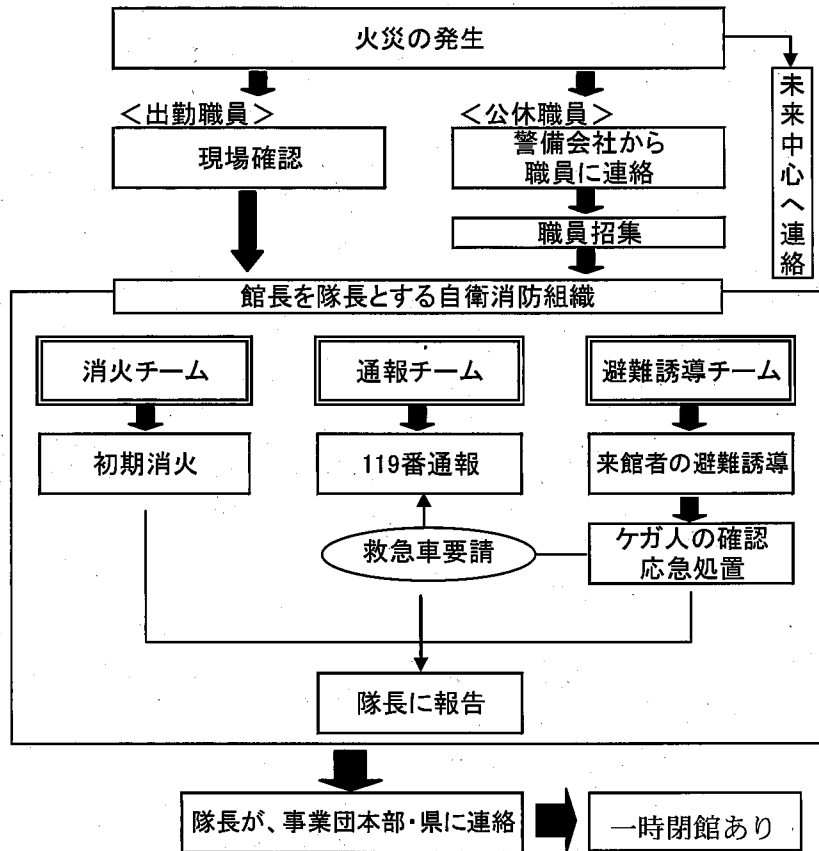 火災の発生
未来中心へ連絡
＜出勤職員＞
＜公休職員＞
現場確認
警備会社から
職員に連絡
職員招集
館長を隊長とする自衛消防組織
消火チーム
通報チーム
避難誘導チーム
初期消火
119番通報
来館者の避難誘導
救急車要請
ケガ人の確認
応急処置
隊長に報告
隊長が、事業団本部・県に連絡
一時閉館あり